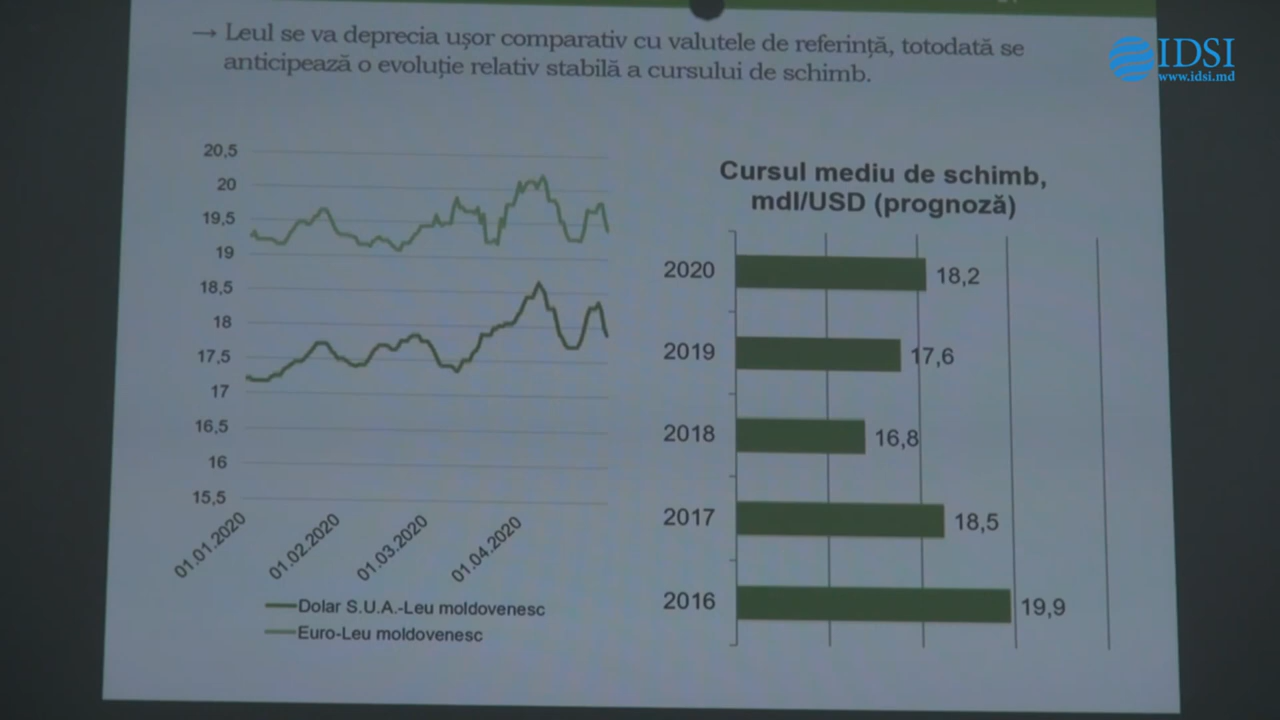 → Leul se va deprecia ușor comparativ cu valutele de referință, totodată se
anticipează o evoluție relativ stabilă a cursului de schimb.
IDSI
www.idsi.md
20,5
20
19,5
19
18,5
18
17,5
17
16,5
16
15,5
01.01.2020
01.02.2020
01.03.2020
01.04.2020
Dolar S.U.A.-Leu moldovenesc
Euro-Leu moldovenesc
Cursul mediu de schimb,
mdl/USD (prognoză)
2020 18,2
2019 17,6
2018 16,8
2017 18,5
2016 19,9